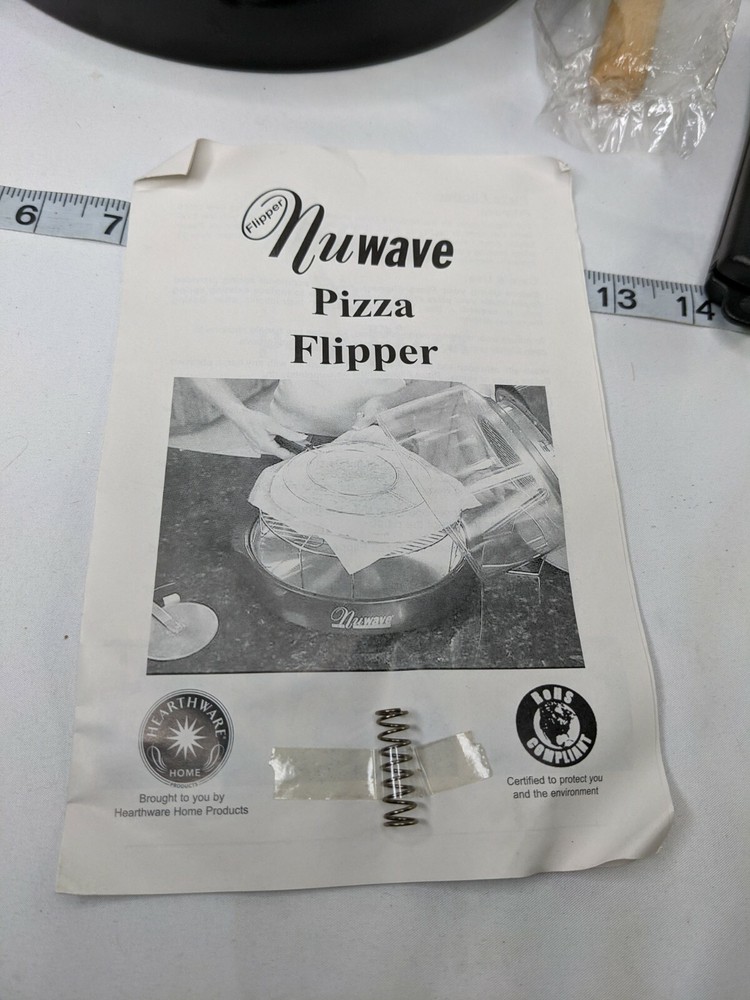 6 7
13 14
Flipper
Nuwave
Pizza
Flipper
Nuwave
HEARTHWARE
HOME
PRODUCTS
Brought to you by
Hearthware Home Products
RoHS
COMPLIANT
Certified to protect you
and the environment